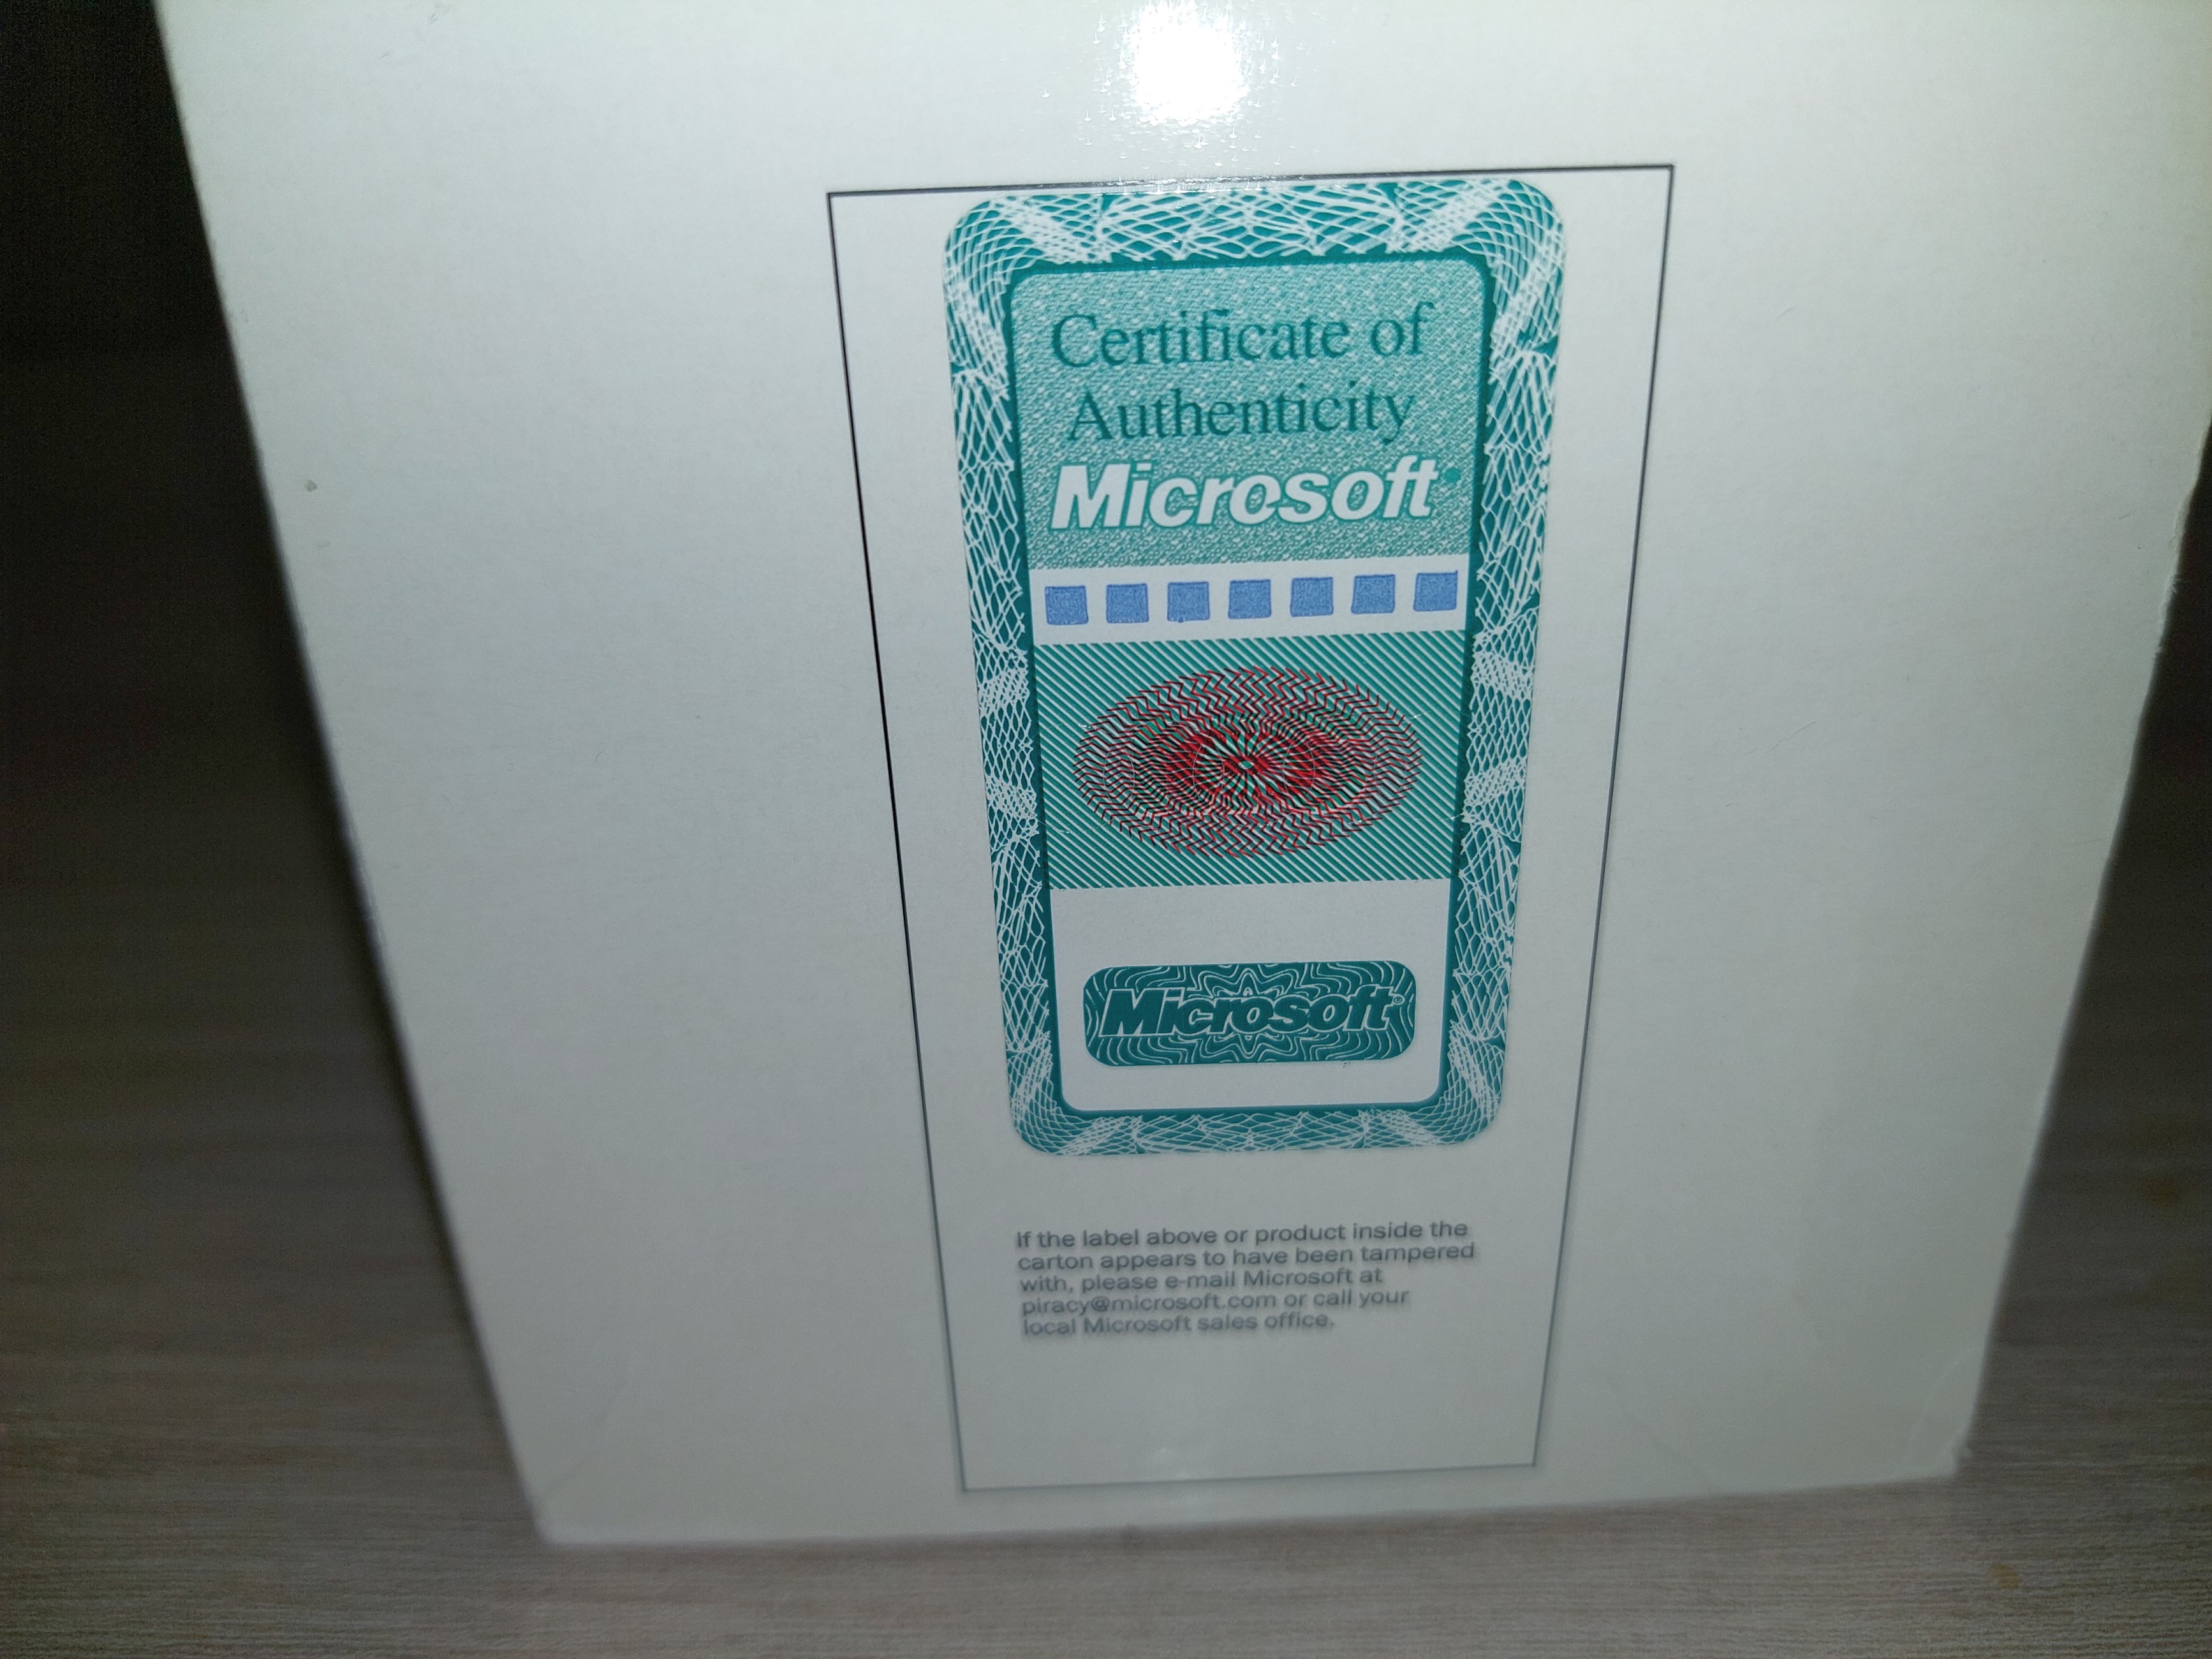 Certificate of
Authenticity
Microsoft
Microsoft®
If the label above or product inside the
carton appears to have been tampered
with, please e-mail Microsoft at
piracy@microsoft.com or call your
local Microsoft sales office.